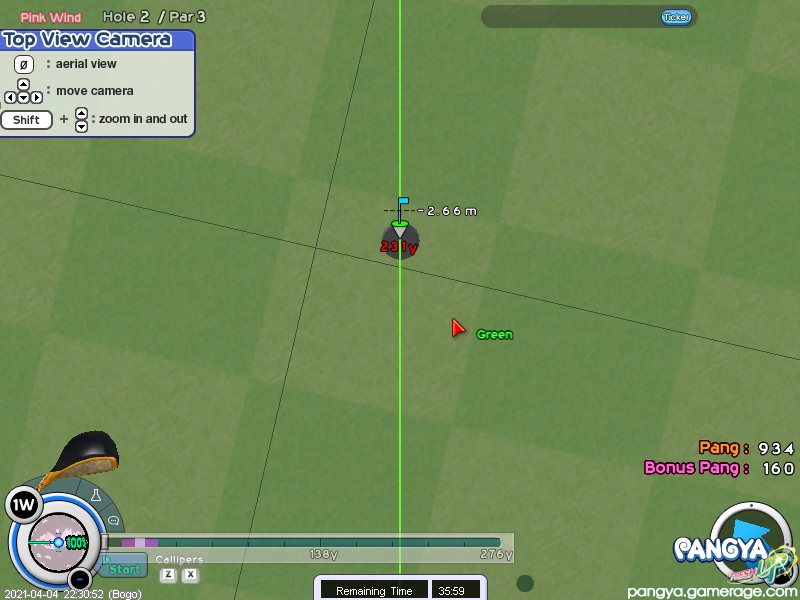 Pink Wind Hole 2 / Par 3
Ticker
Top View Camera
Ø : aerial view
: move camera
Shift + : zoom in and out
2.66 m
231y
Green
Pang : 934
Bonus Pang : 160
1W
100%
138y
276y
Start
Callipers
Z X
PANGYA
Remaining Time 35:59
2021-04-04 22:30:52 (Bogo)
pangya.gamerage.com